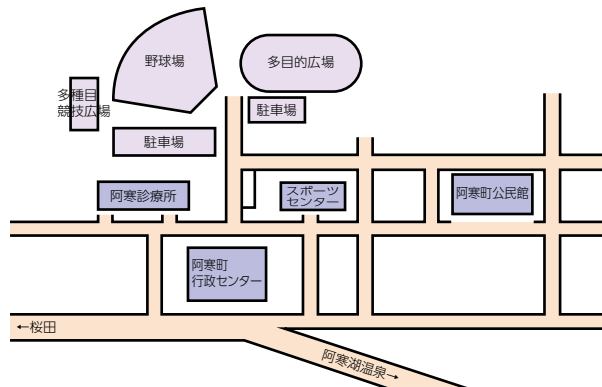 野球場
多目的広場
多種目
競技広場
駐車場
駐車場
阿寒診療所
スポーツ
センター
阿寒町公民館
阿寒町
行政センター
←桜田
阿寒湖温泉→